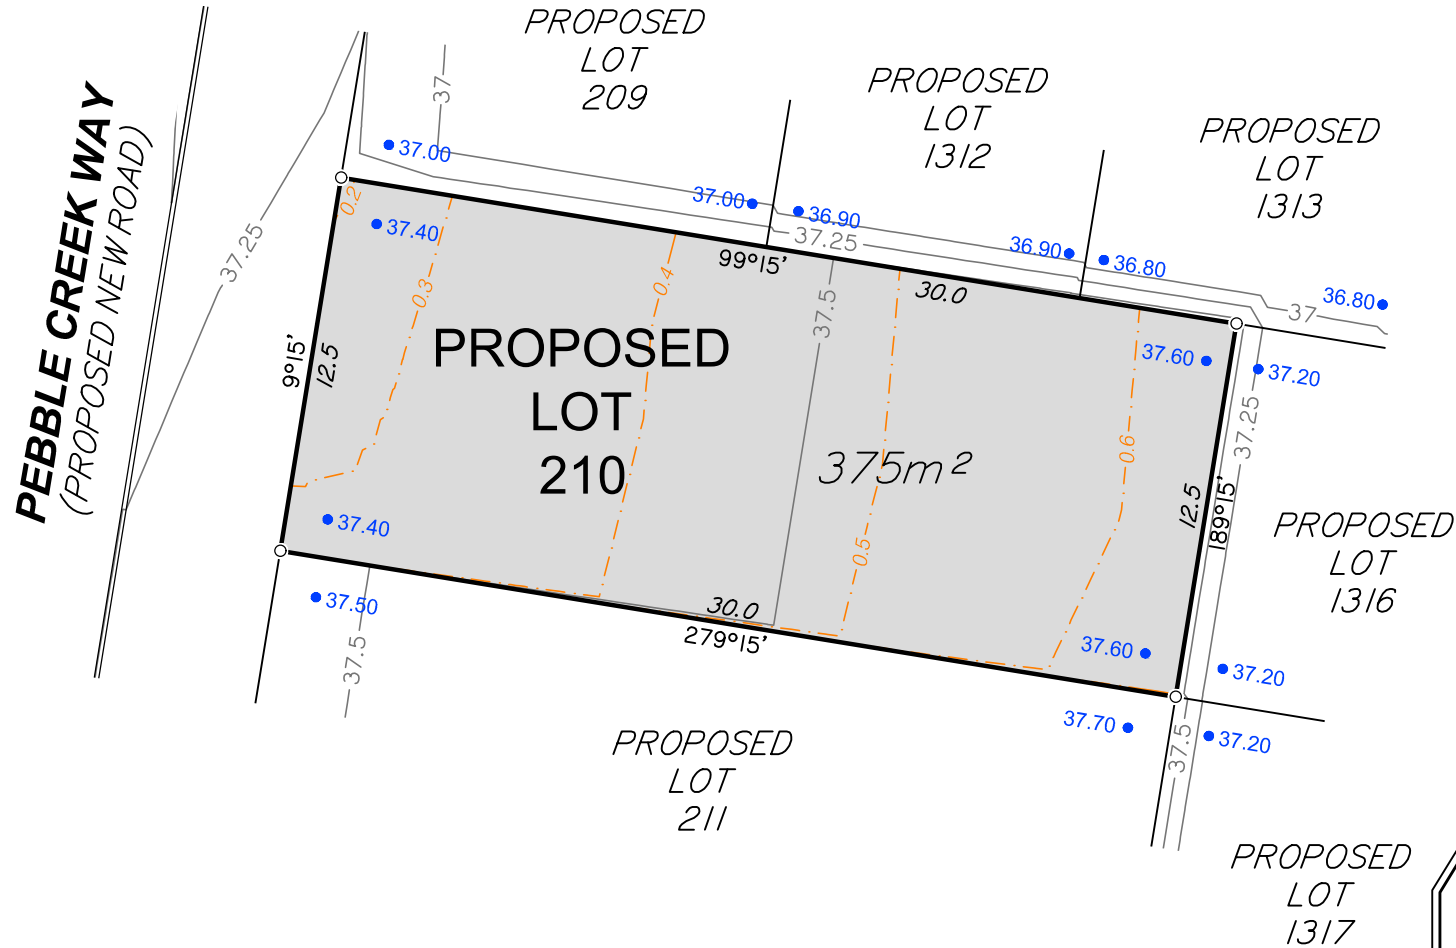 PROPOSED
LOT
209
PROPOSED
LOT
1312
PROPOSED
LOT
1313
PEBBLE CREEK WAY
(PROPOSED NEW ROAD)
37
37.25
37.00
37.00
36.90
37.25
36.90
36.80
36.80
37
0.2
37.40
0.3
0.4
99°15'
37.5
30.0
37.60
37.20
9°15'
12.5
PROPOSED
LOT
210
375m²
0.6
37.25
12.5
189°15'
0.5
37.40
37.50
37.5
30.0
279°15'
37.60
37.20
37.70
37.5
37.20
PROPOSED
LOT
1316
PROPOSED
LOT
211
PROPOSED
LOT
1317